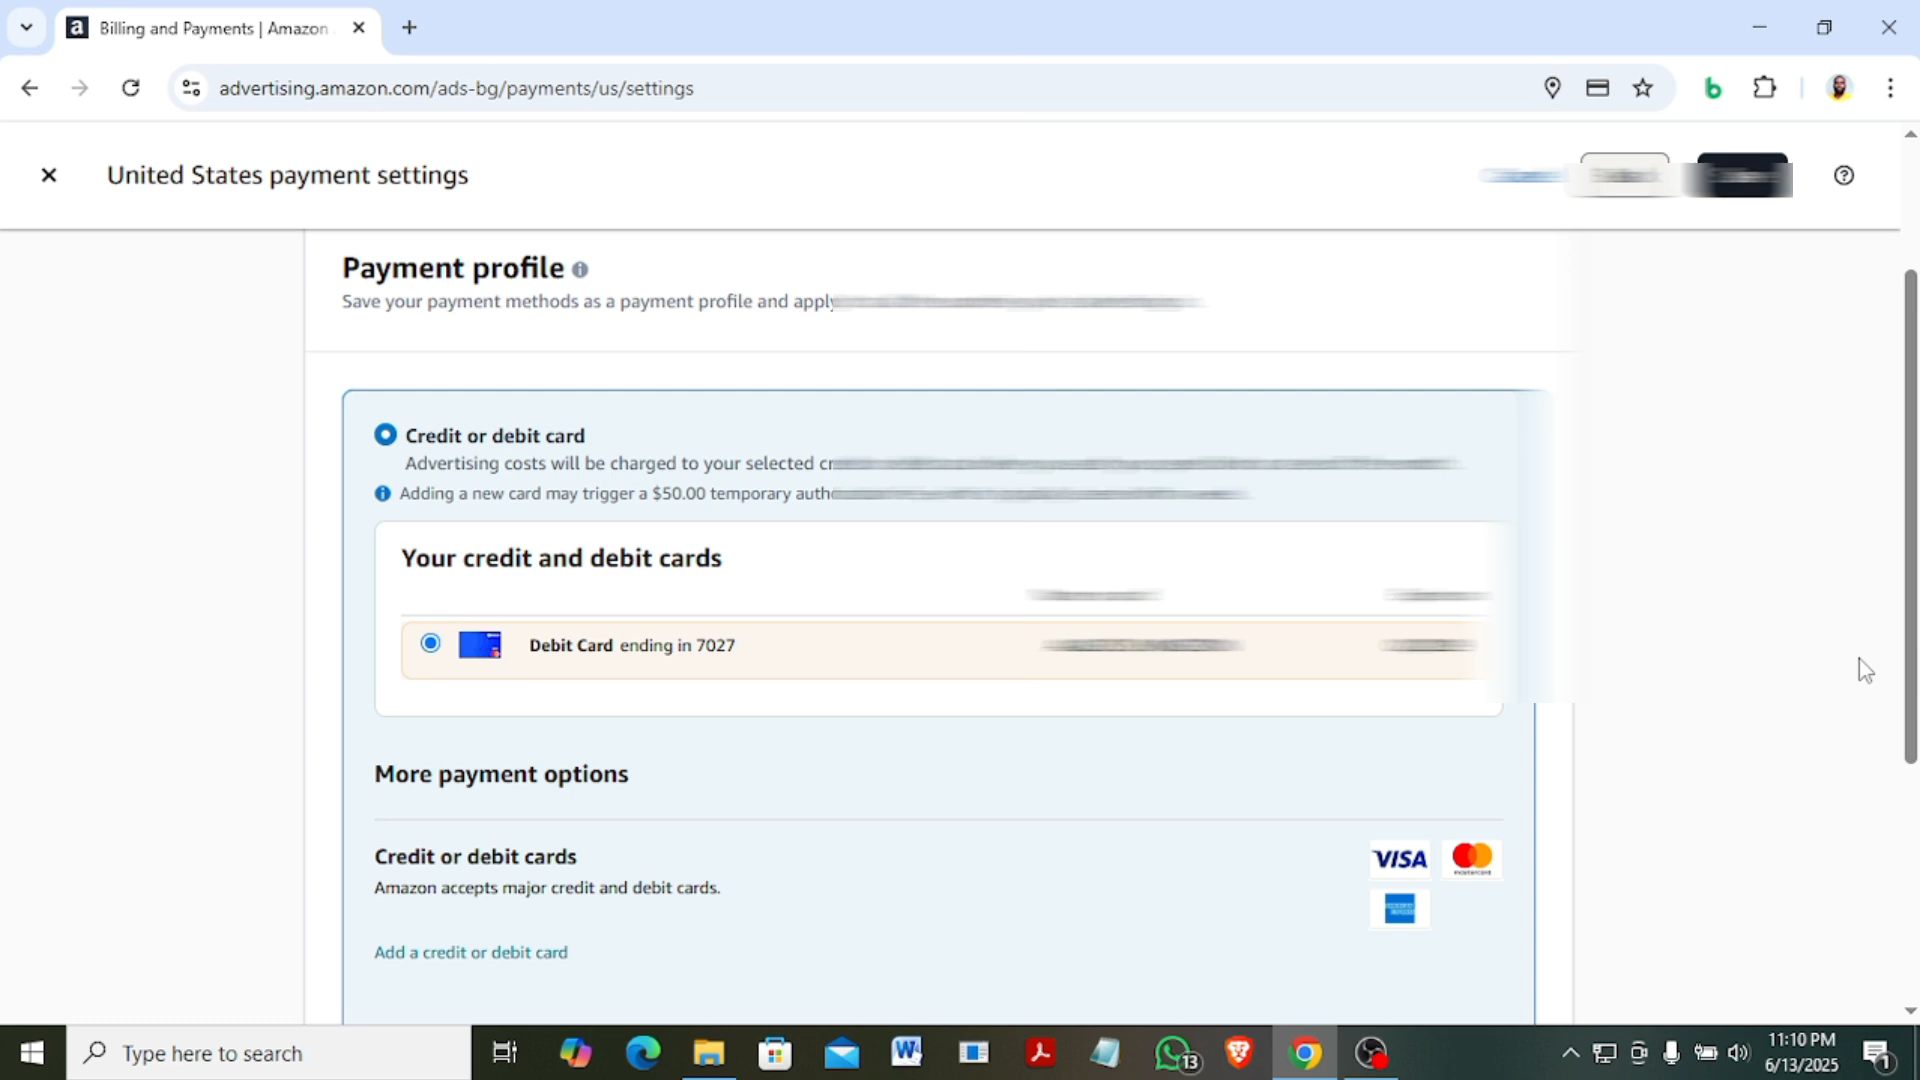 Billing and Payments | Amazon
advertising.amazon.com/ads-bg/payments/us/settings
United States payment settings
Payment profile
Save your payment methods as a payment profile and apply
Credit or debit card
Advertising costs will be charged to your selected
Adding a new card may trigger a $50.00 temporary
Your credit and debit cards
Debit Card ending in 7027
More payment options
Credit or debit cards
Amazon accepts major credit and debit cards.
VISA
mastercard
AMERICAN EXPRESS
Add a credit or debit card
Type here to search
13
11:10 PM
6/13/2025
1